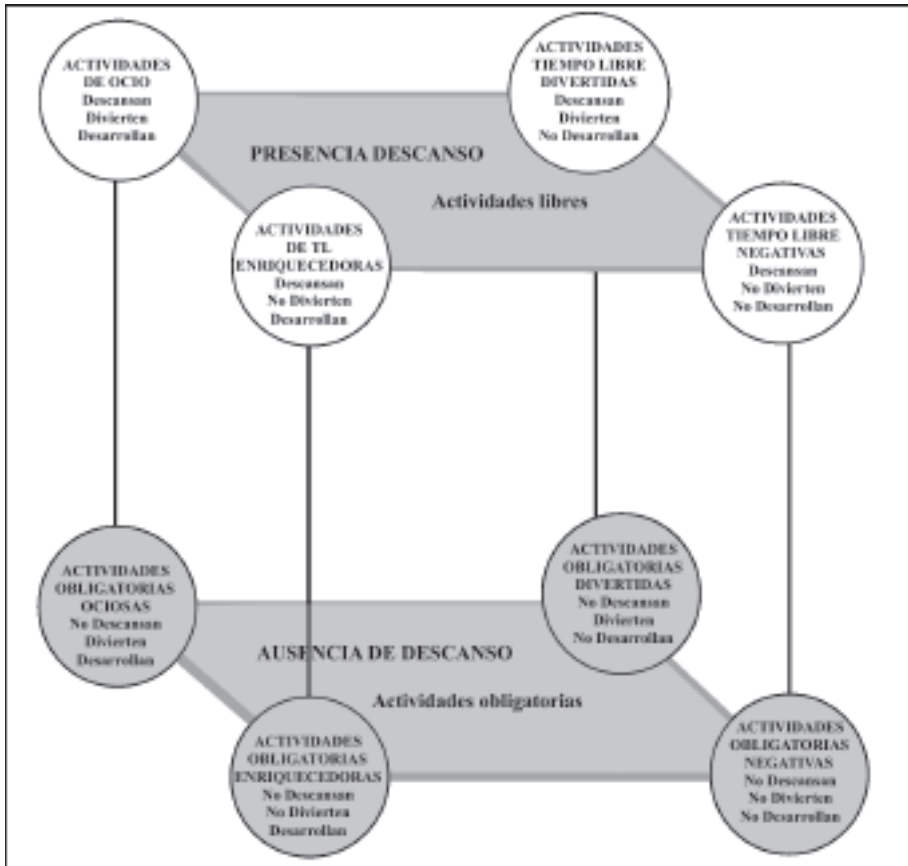 ACTIVIDADES
DE OCIO
Descansan
Divierten
Desarrollan
ACTIVIDADES
TIEMPO LIBRE
DIVERTIDAS
Descansan
Divierten
No Desarrollan
PRESENCIA DESCANSO
Actividades libres
ACTIVIDADES
DE TL
ENRIQUECEDORAS
Descansan
No Divierten
Desarrollan
ACTIVIDADES
TIEMPO LIBRE
NEGATIVAS
Descansan
No Divierten
No Desarrollan
ACTIVIDADES
OBLIGATORIAS
OCIOSAS
No Descansan
Divierten
Desarrollan
ACTIVIDADES
OBLIGATORIAS
DIVERTIDAS
No Descansan
Divierten
No Desarrollan
AUSENCIA DE DESCANSO
Actividades obligatorias
ACTIVIDADES
OBLIGATORIAS
ENRIQUECEDORAS
No Descansan
No Divierten
Desarrollan
ACTIVIDADES
OBLIGATORIAS
NEGATIVAS
No Descansan
No Divierten
No Desarrollan